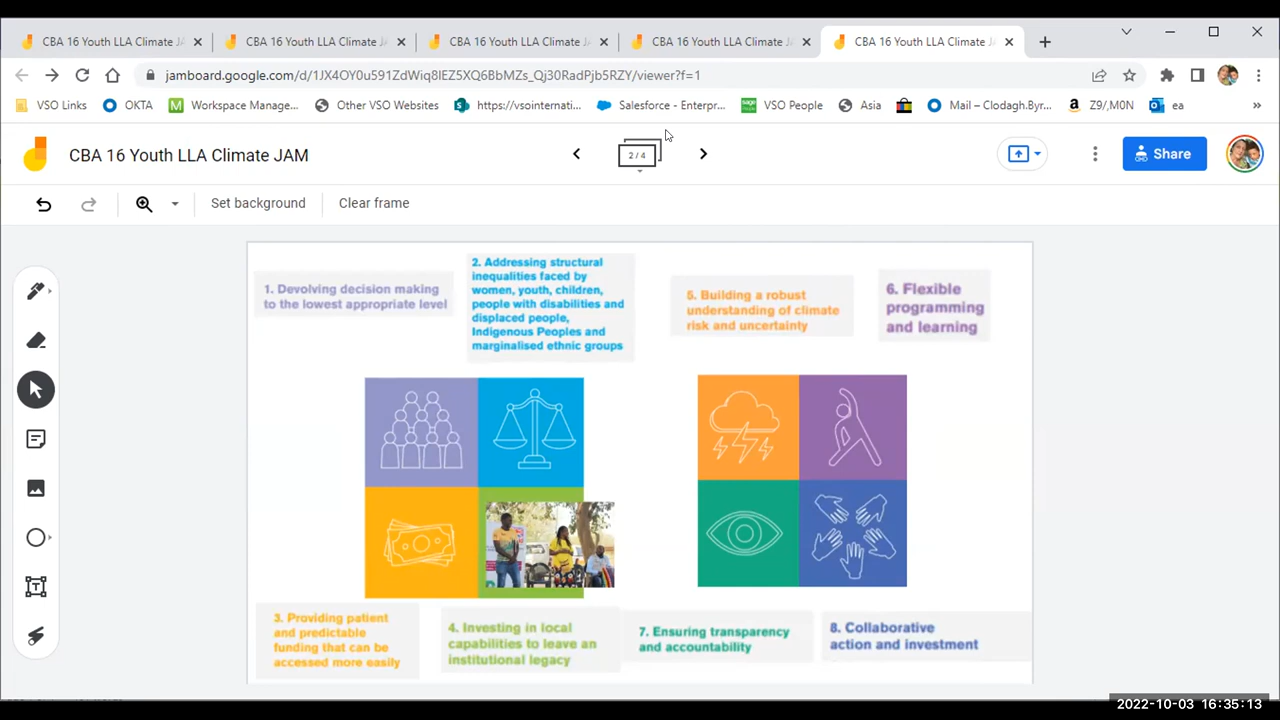 CBA 16 Youth LLA Climate JA
CBA 16 Youth LLA Climate JA
CBA 16 Youth LLA Climate JA
CBA 16 Youth LLA Climate JA
CBA 16 Youth LLA Climate J
jamboard.google.com/d/1JX4OY0u591ZdWiq8IEZ5XQ6BbMZs_Qj30RadPjb5RZY/viewer?f=1
VSO Links
OKTA
Workspace Manage...
Other VSO Websites
https://vsointernati...
Salesforce - Enterpr...
VSO People
Asia
Mail – Clodagh.Byr...
Z9/,M0N
ea
CBA 16 Youth LLA Climate JAM
2 / 4
Share
Set background
Clear frame
1. Devolving decision making
to the lowest appropriate level
2. Addressing structural
inequalities faced by
women, youth, children,
people with disabilities and
displaced people,
Indigenous Peoples and
marginalised ethnic groups
5. Building a robust
understanding of climate
risk and uncertainty
6. Flexible
programming
and learning
3. Providing patient
and predictable
funding that can be
accessed more easily
4. Investing in local
capabilities to leave an
institutional legacy
7. Ensuring transparency
and accountability
8. Collaborative
action and investment
2022-10-03 16:35:13